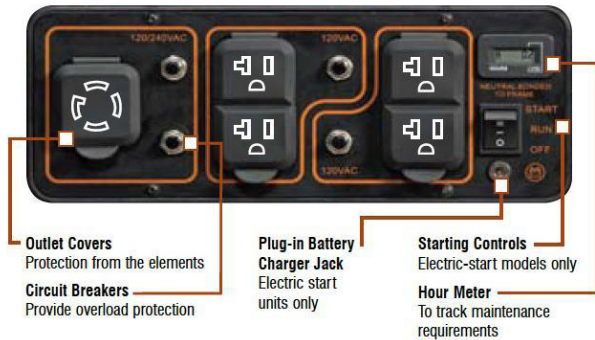 120/240VAC
120VAC
NEUTRAL BONDED
TO FRAME
START
RUN
OFF
120VAC
Outlet Covers
Protection from the elements
Circuit Breakers
Provide overload protection
Plug-in Battery
Charger Jack
Electric start
units only
Starting Controls
Electric-start models only
Hour Meter
To track maintenance
requirements